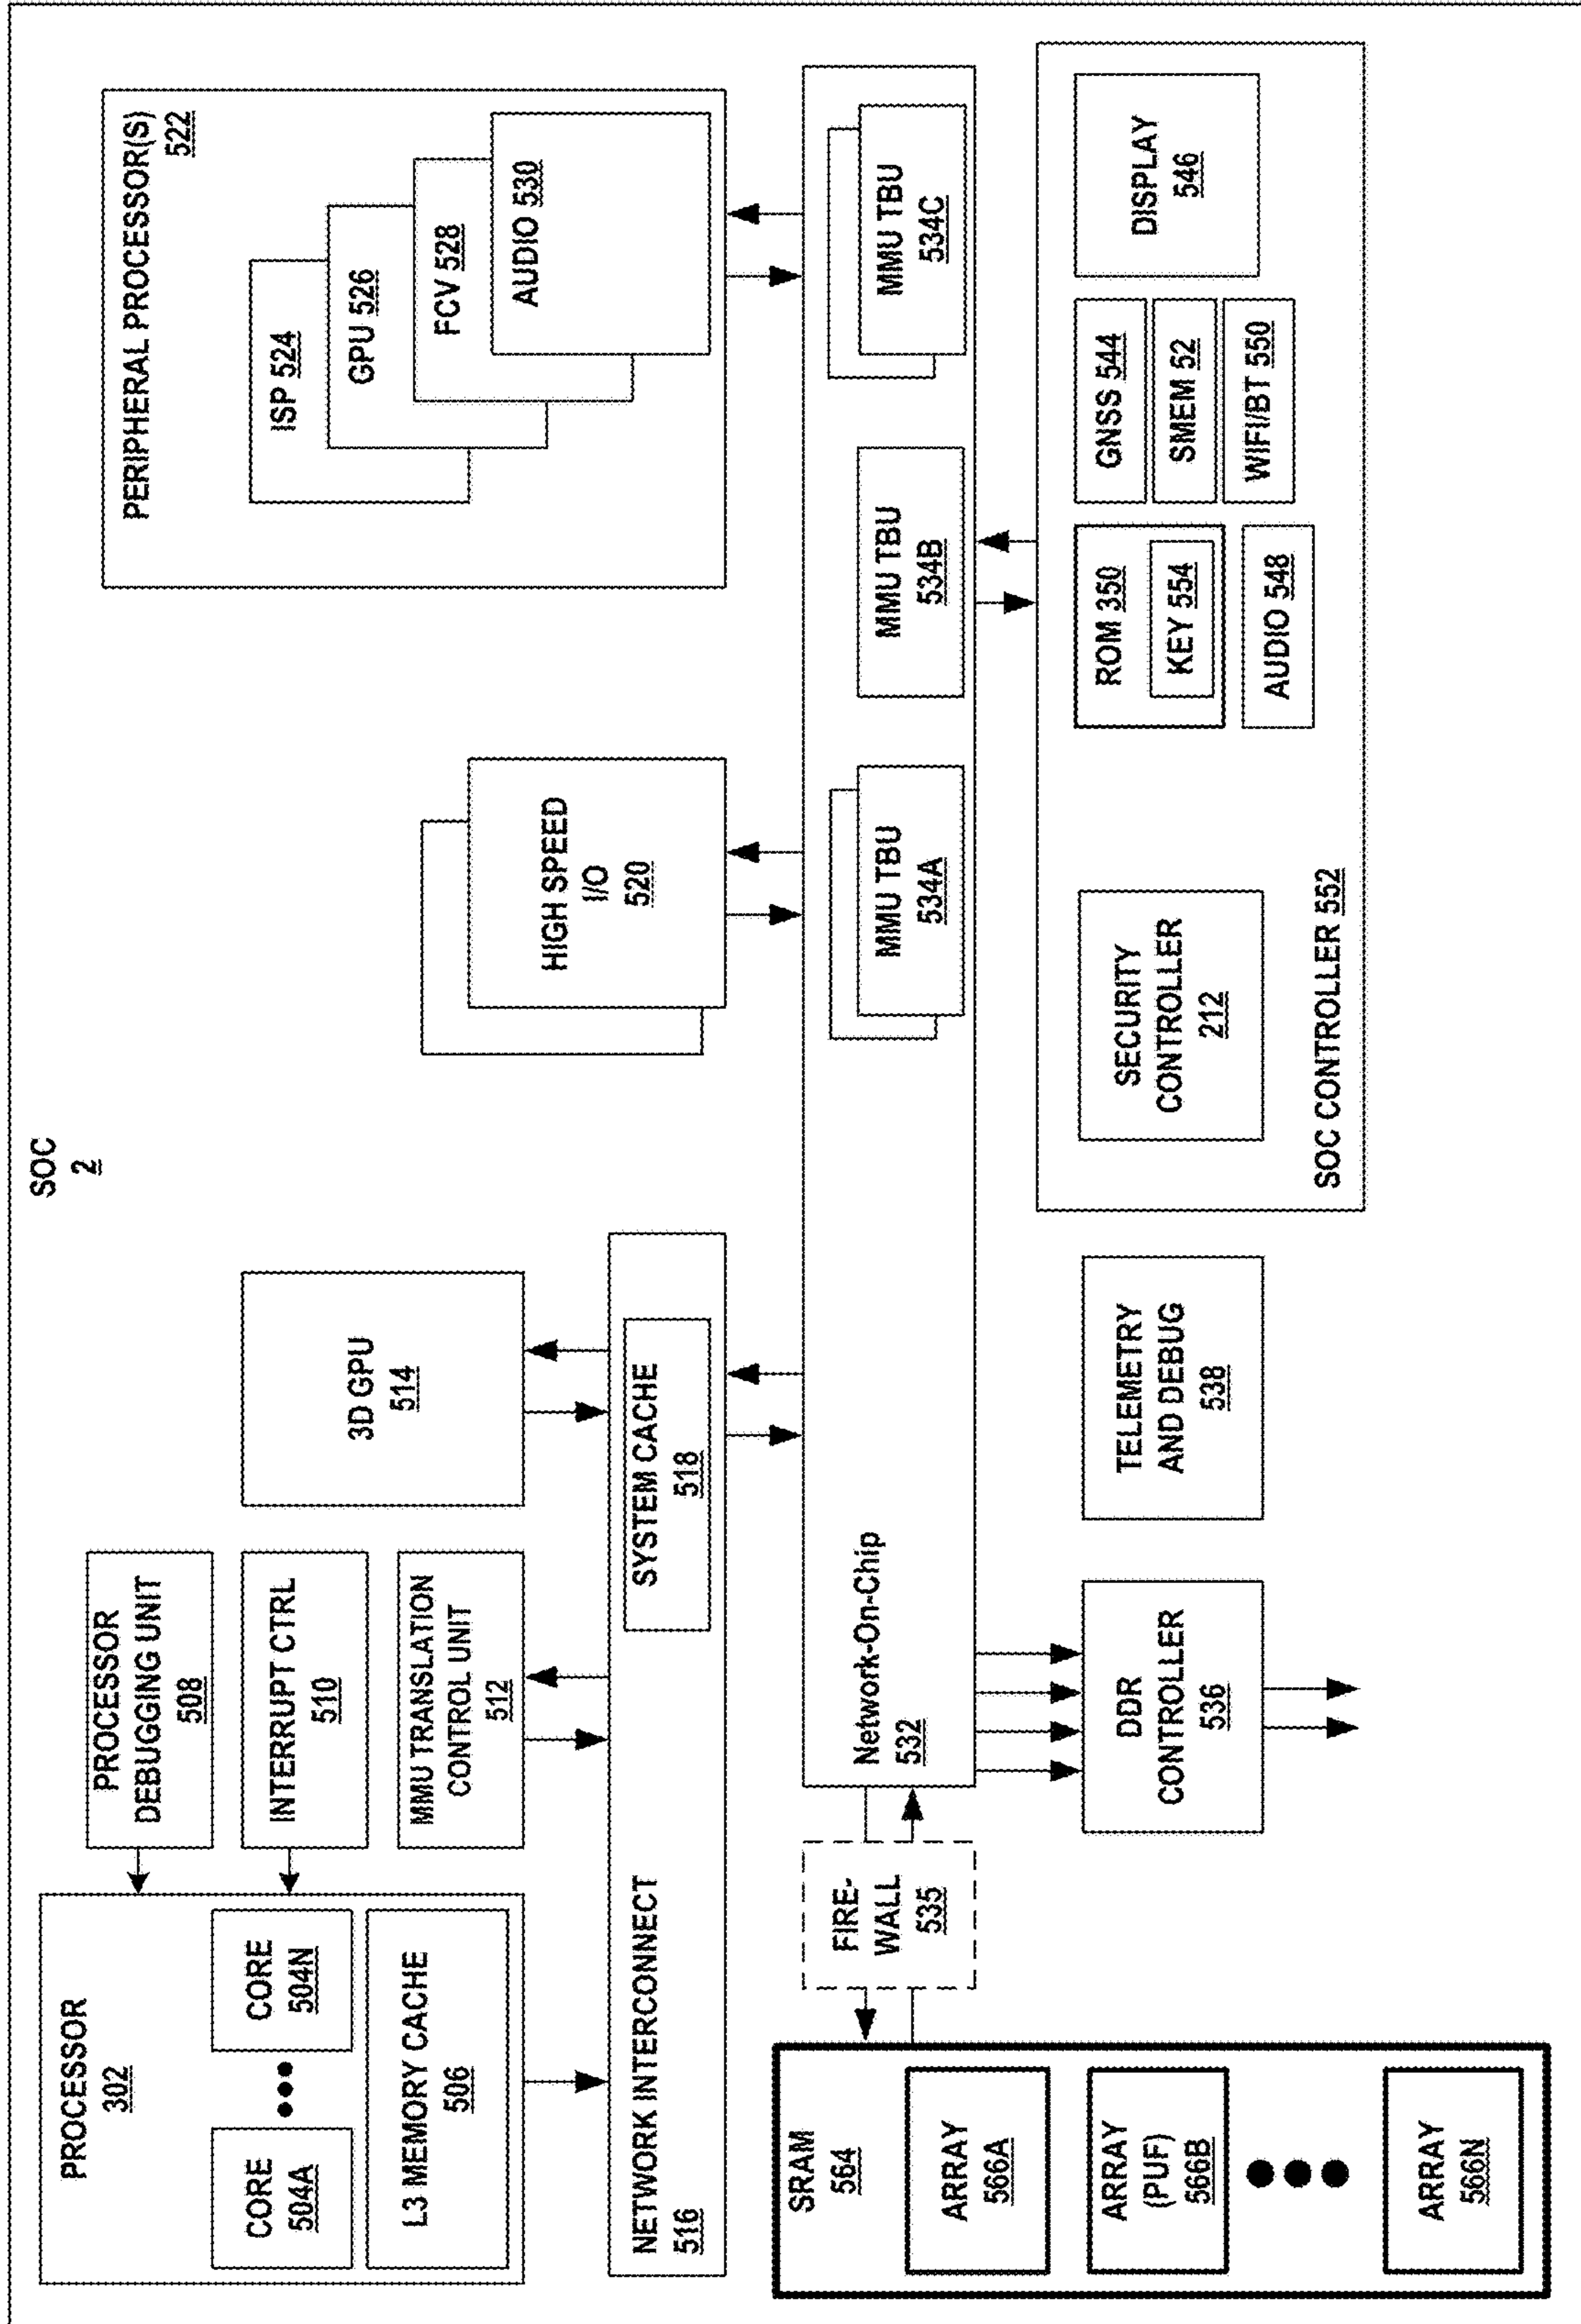 SOC
2
PROCESSOR
302
CORE
504A
CORE
504N
L3 MEMORY CACHE
506
PROCESSOR
DEBUGGING UNIT
508
INTERRUPT CTRL
510
MMU TRANSLATION
CONTROL UNIT
512
3D GPU
514
NETWORK INTERCONNECT
516
SYSTEM CACHE
518
HIGH SPEED
I/O
520
PERIPHERAL PROCESSOR(S)
522
ISP 524
GPU 526
FCV 528
AUDIO 530
Network-On-Chip
532
MMU TBU
534A
MMU TBU
534B
MMU TBU
534C
FIRE-
WALL
535
SRAM
564
ARRAY
566A
ARRAY
(PUF)
566B
ARRAY
566N
DDR
CONTROLLER
536
TELEMETRY
AND DEBUG
538
SECURITY
CONTROLLER
212
SOC CONTROLLER 552
ROM 350
KEY 554
AUDIO 548
GNSS 544
SMEM 52
WIFI/BT 550
DISPLAY
546